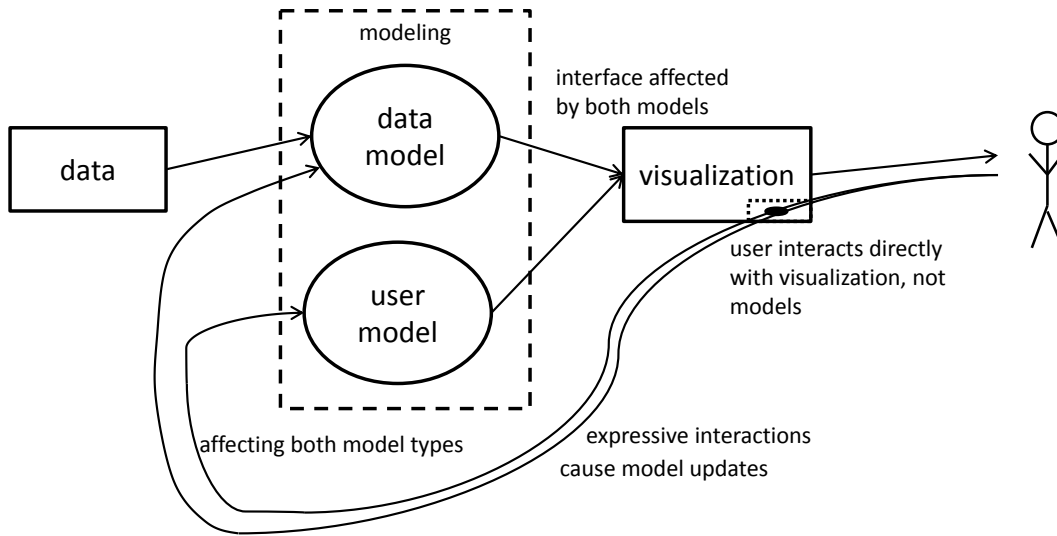 modeling
data
data
model
user
model
interface affected
by both models
visualization
user interacts directly
with visualization, not
models
affecting both model types
expressive interactions
cause model updates